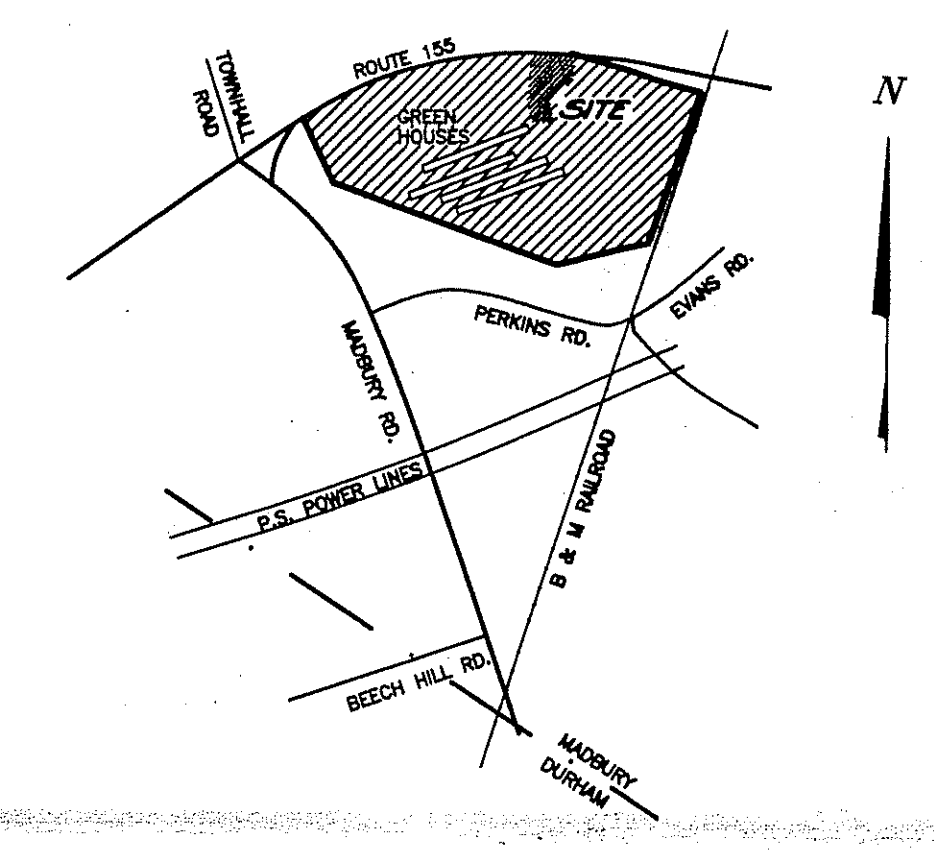 TOWNHALL
ROAD
ROUTE 155
N
GREEN
HOUSES
SITE
EVANS RD.
PERKINS RD.
MADBURY RD.
P.S. POWER LINES
B & M RAILROAD
BEECH HILL RD.
MADBURY
DURHAM